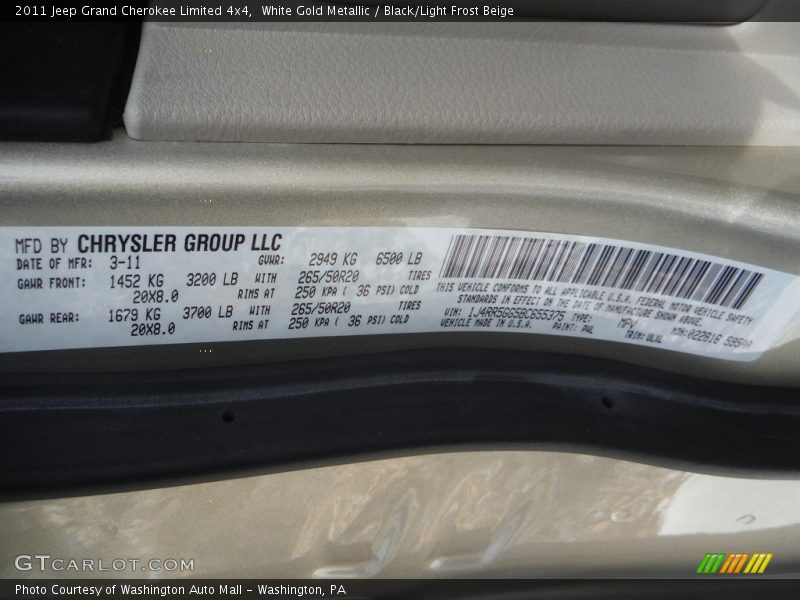 2011 Jeep Grand Cherokee Limited 4x4, White Gold Metallic / Black/Light Frost Beige
MFD BY CHRYSLER GROUP LLC
DATE OF MFR: 3-11 GVWR: 2949 KG 6500 LB
GAWR FRONT: 1452 KG 3200 LB WITH 265/50R20 TIRES
20X8.0 RIMS AT 250 KPA ( 36 PSI) COLD
GAWR REAR: 1679 KG 3700 LB WITH 265/50R20 TIRES
20X8.0 RIMS AT 250 KPA ( 36 PSI) COLD
THIS VEHICLE CONFORMS TO ALL APPLICABLE U.S.A. FEDERAL MOTOR VEHICLE SAFETY
STANDARDS IN EFFECT ON THE DATE OF MANUFACTURE SHOWN ABOVE.
VIN: 1J4RR5GG5BC655375 TYPE: MPV
VEHICLE MADE IN U.S.A. PAINT: PWL TRIM: MDH:022816
GTCARLOT.COM
Photo Courtesy of Washington Auto Mall – Washington, PA